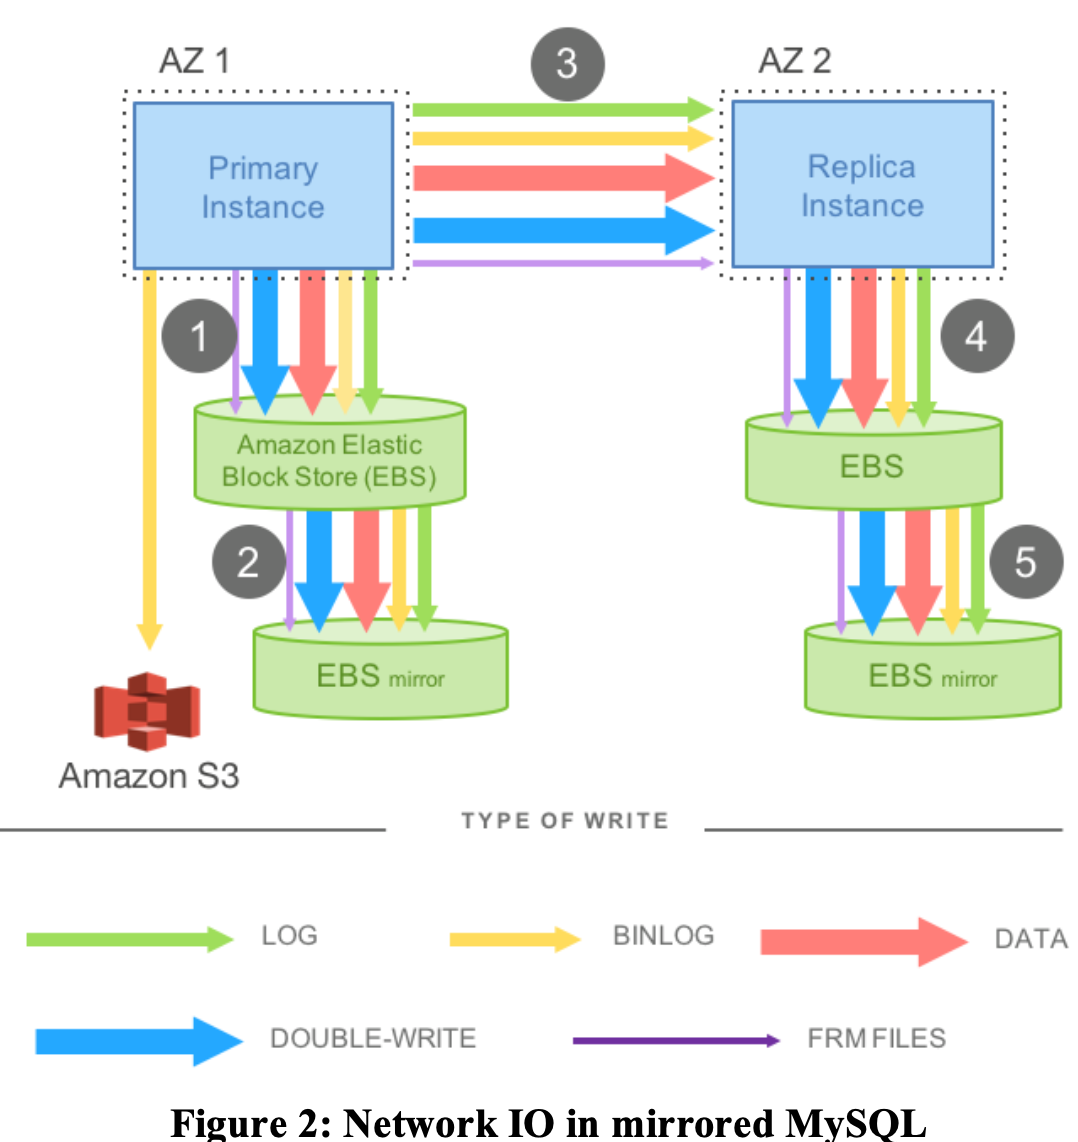 AZ 1
3
AZ 2
Primary
Instance
Replica
Instance
1
4
Amazon Elastic
Block Store (EBS)
EBS
2
5
EBS mirror
EBS mirror
Amazon S3
TYPE OF WRITE
LOG
BINLOG
DATA
DOUBLE-WRITE
FRM FILES
Figure 2: Network IO in mirrored MySQL